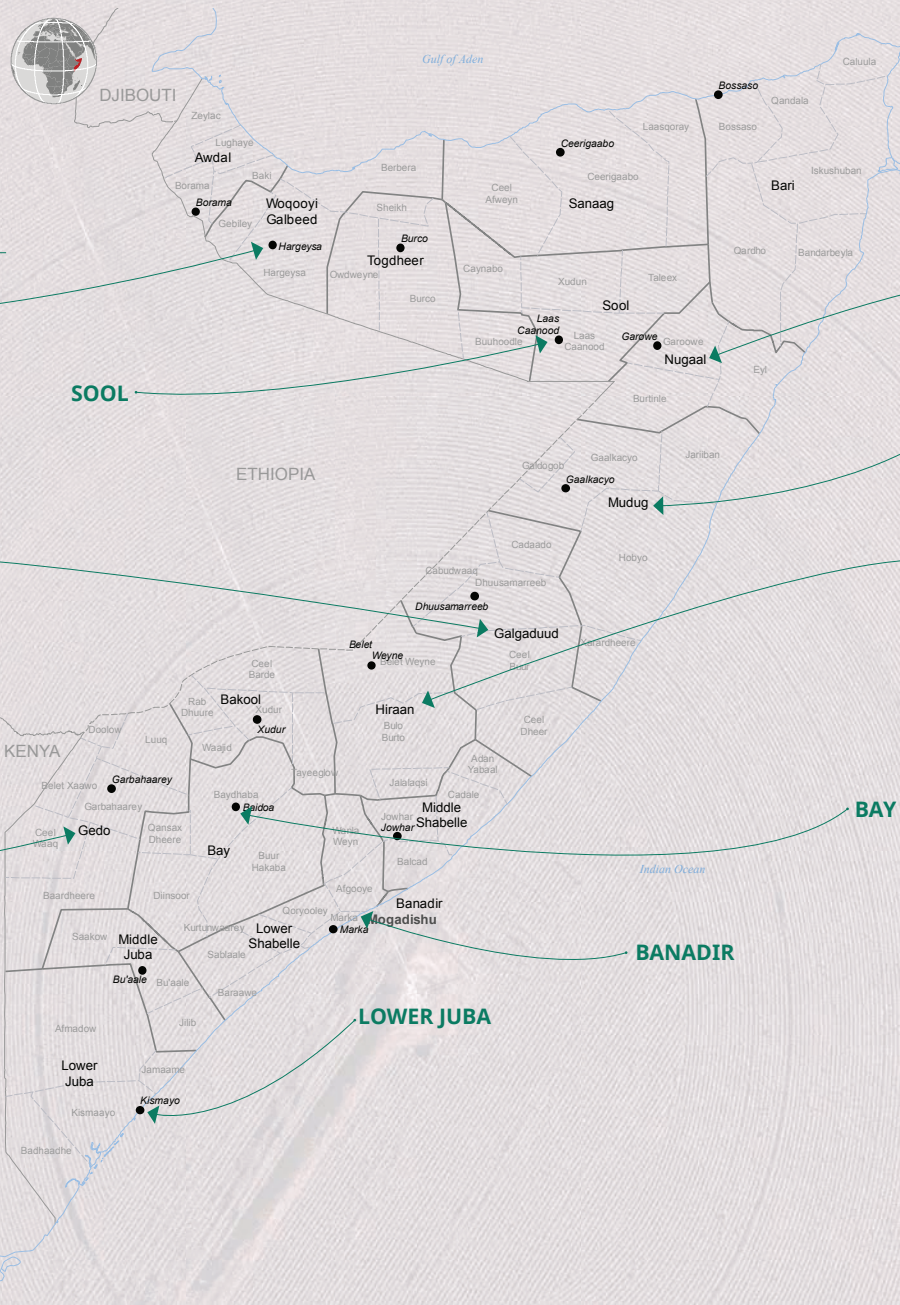 Gulf of Aden
Caluula
Bossaso
DJIBOUTI
Qandala
Zeylac
Laasqoray
Bossaso
Lughaye
Ceerigaabo
Awdal
Berbera
Iskushuban
Baki
Ceerigaabo
Borama
Bari
Ceel
Afweyn
Borama
Woqooyi
Galbeed
Sheikh
Sanaag
Gebiley
Burco
Hargeysa
Qardho
Bandarbeyla
Togdheer
Caynabo
Hargeysa
Owdweyne
Xudun
Taleex
Burco
Sool
Laas
Caanood
Garowe
Buuhoodle
Laas
Caanood
Garoowe
Nugaal
Eyl
SOOL
Burtinle
Jariiban
Gaalkacyo
Galdogob
ETHIOPIA
Gaalkacyo
Mudug
Cadaado
Hobyo
Cabudwaaq
Dhuusamarreeb
Dhuusamarreeb
Galgaduud
Xarardheere
Belet
Weyne
Belet Weyne
Ceel
Buur
Ceel
Barde
Bakool
Rab
Dhuure
Xudur
Hiraan
Xudur
Bulo
Burto
Ceel
Dheer
Doolow
Luuq
Waajid
KENYA
Adan
Yabaal
Tayeeglow
Garbahaarey
Belet Xaawo
Jalalaqsi
Baydhaba
Cadale
Garbahaarey
Baidoa
Middle
Shabelle
BAY
Jowhar
Jowhar
Gedo
Ceel
Waaq
Qansax
Dheere
Wanla
Weyn
Bay
Buur
Hakaba
Balcad
Indian Ocean
Baardheere
Diinsoor
Afgooye
Banadir
Qoryooley
Marka
Mogadishu
Marka
Kurtunwaarey
Lower
Shabelle
Saakow
Middle
Juba
Sablaale
BANADIR
Bu'aale
Bu'aale
Baraawe
LOWER JUBA
Jilib
Afmadow
Lower
Juba
Jamaame
Kismayo
Kismaayo
Badhaadhe